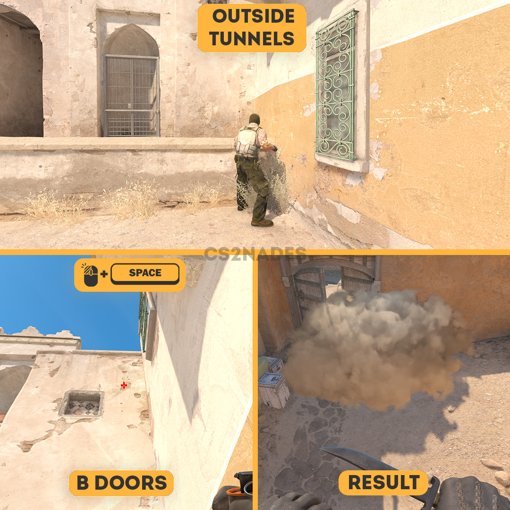 OUTSIDE
TUNNELS
CS2NADES
+ SPACE
B DOORS
RESULT